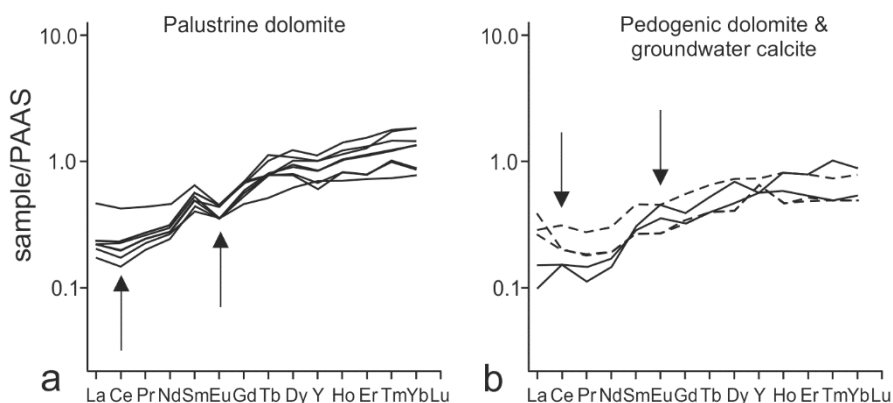 Palustrine dolomite
10.0
1.0
0.1
sample/PAAS
a
La Ce Pr Nd Sm Eu Gd Tb Dy Y Ho Er Tm Yb Lu
Pedogenic dolomite &
groundwater calcite
10.0
1.0
0.1
b
La Ce Pr Nd Sm Eu Gd Tb Dy Y Ho Er Tm Yb Lu